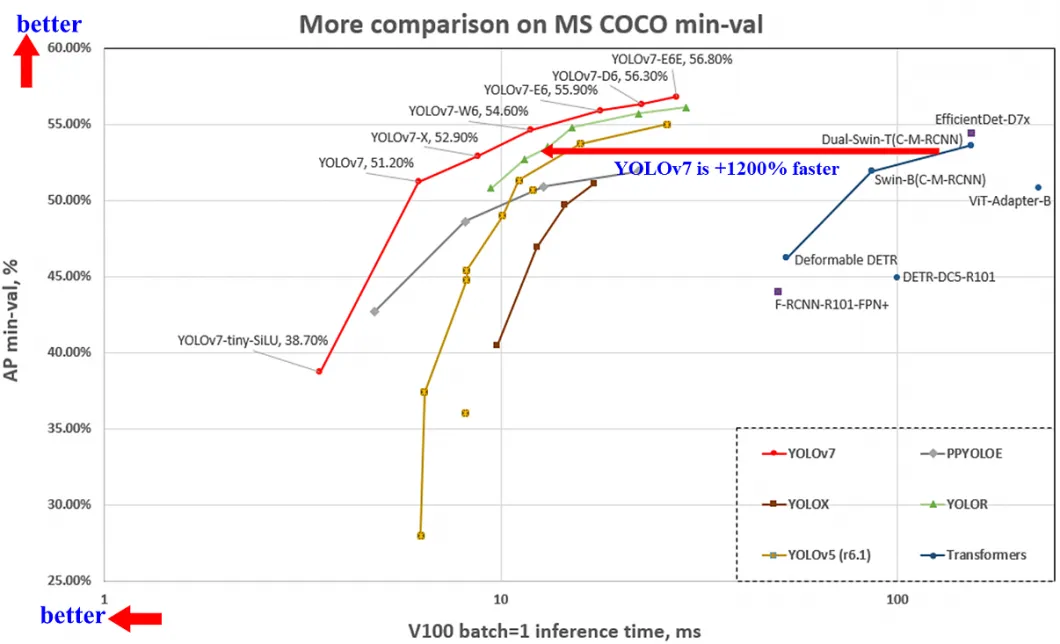 better
More comparison on MS COCO min-val
60.00%
55.00%
50.00%
45.00%
40.00%
35.00%
30.00%
25.00%
AP min-val, %
YOLOv7-E6E, 56.80%
YOLOv7-D6, 56.30%
YOLOv7-E6, 55.90%
YOLOv7-W6, 54.60%
YOLOv7-X, 52.90%
YOLOv7, 51.20%
YOLOv7-tiny-SiLU, 38.70%
EfficientDet-D7x
Dual-Swin-T(C-M-RCNN)
YOLOv7 is +1200% faster
Swin-B(C-M-RCNN)
ViT-Adapter-B
Deformable DETR
DETR-DC5-R101
F-RCNN-R101-FPN+
YOLOv7
PPYOLOE
YOLOX
YOLOR
YOLOv5 (r6.1)
Transformers
1
10
100
better
V100 batch=1 inference time, ms